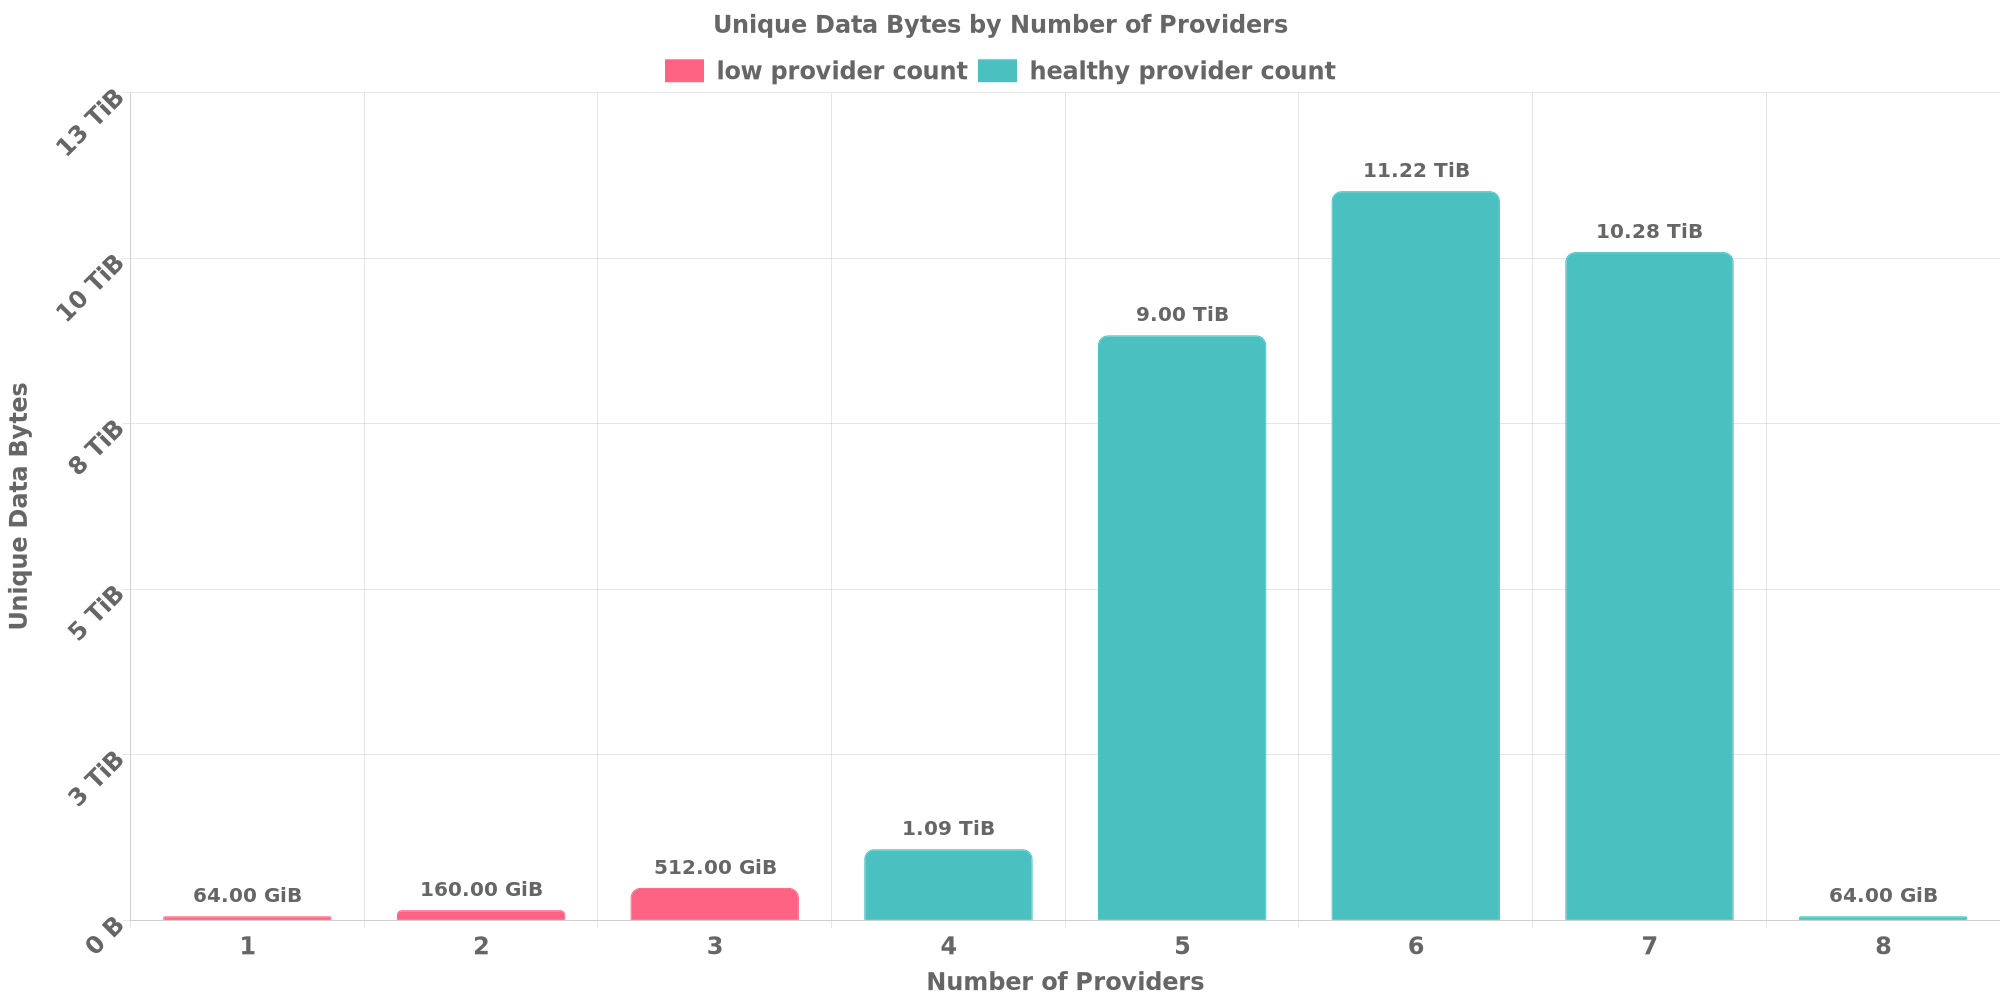 Unique Data Bytes by Number of Providers
low provider count healthy provider count
13 TiB
10 TiB
8 TiB
5 TiB
3 TiB
0 B
Unique Data Bytes
64.00 GiB
160.00 GiB
512.00 GiB
1.09 TiB
9.00 TiB
11.22 TiB
10.28 TiB
64.00 GiB
1 2 3 4 5 6 7 8
Number of Providers